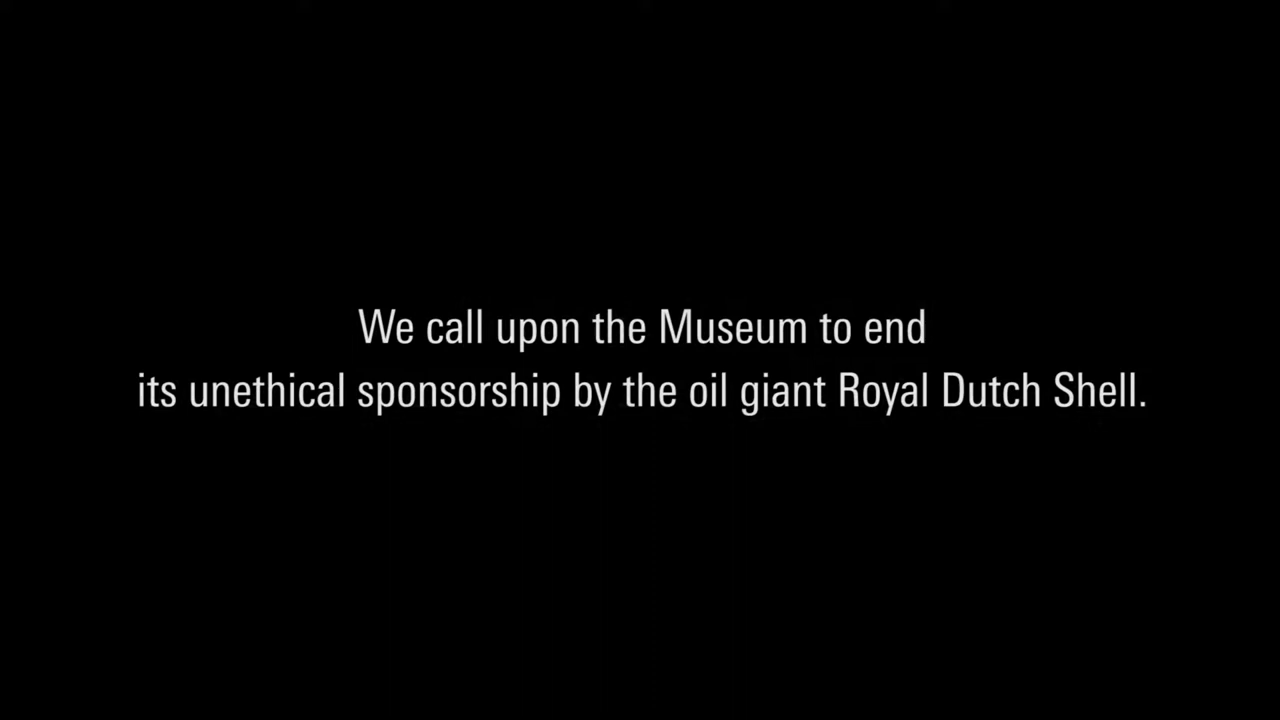 We call upon the Museum to end
its unethical sponsorship by the oil giant Royal Dutch Shell.